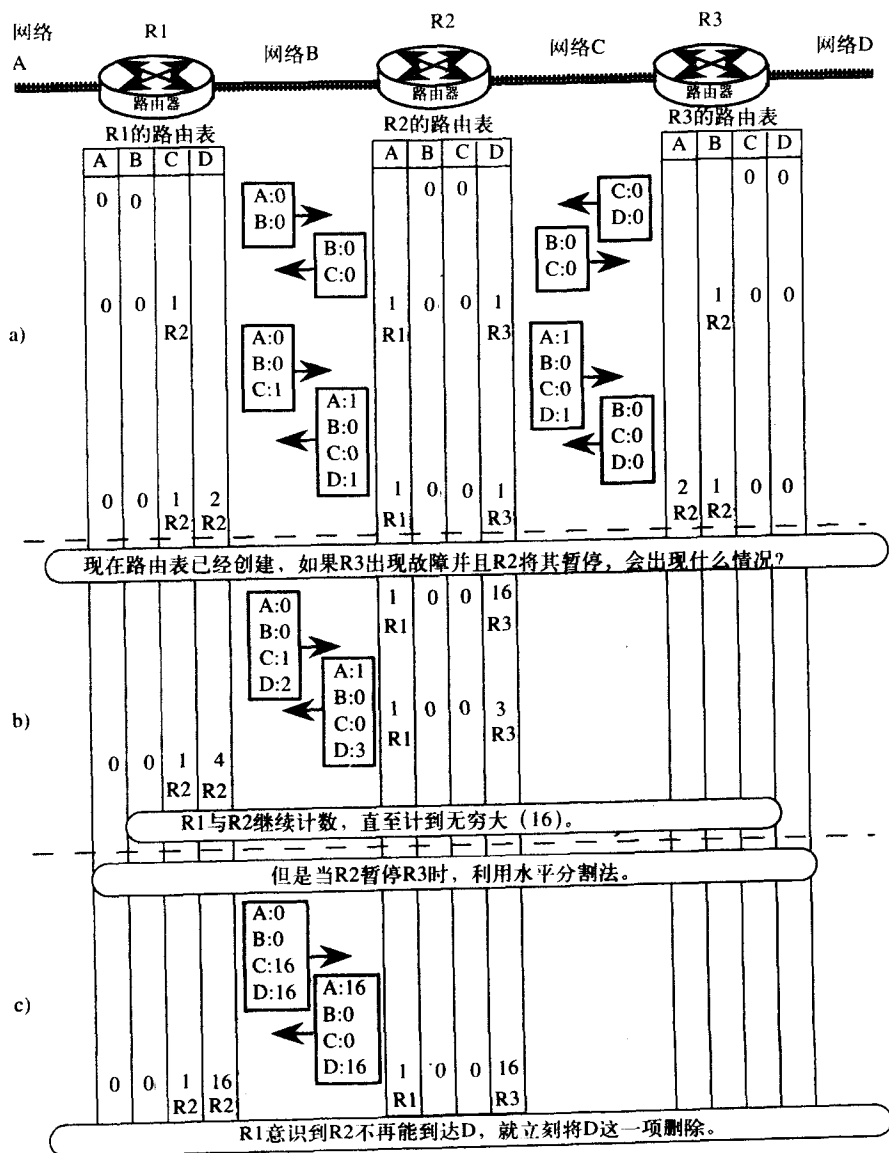 网络
A
R1
网络B
R2
网络C
R3
网络D
路由器
路由器
路由器
R1的路由表
R2的路由表
R3的路由表
A B C D
A B C D
A B C D
0 0
0 0
0 0
A:0
B:0
C:0
D:0
B:0
C:0
B:0
C:0
a)
0 0 1
R2
1 0 0 1
R1 R3
1 0 0
R2
A:0
B:0
C:1
A:1
B:0
C:0
D:1
A:1
B:0
C:0
D:1
B:0
C:0
D:0
0 0 1 2
R2 R2
1 0 0 1
R1 R3
2 1 0 0
R2 R2
现在路由表已经创建，如果R3出现故障并且R2将其暂停，会出现什么情况？
1 0 0 16
R1 R3
A:0
B:0
C:1
D:2
A:1
B:0
C:0
D:3
b)
1 0 0 3
R1 R3
0 0 1 4
R2 R2
R1与R2继续计数，直至计到无穷大（16）。
但是当R2暂停R3时，利用水平分割法。
A:0
B:0
C:16
D:16
A:16
B:0
C:0
D:16
c)
0 0 1 16
R2 R2
1 0 0 16
R1 R3
R1意识到R2不再能到达D，就立刻将D这一项删除。